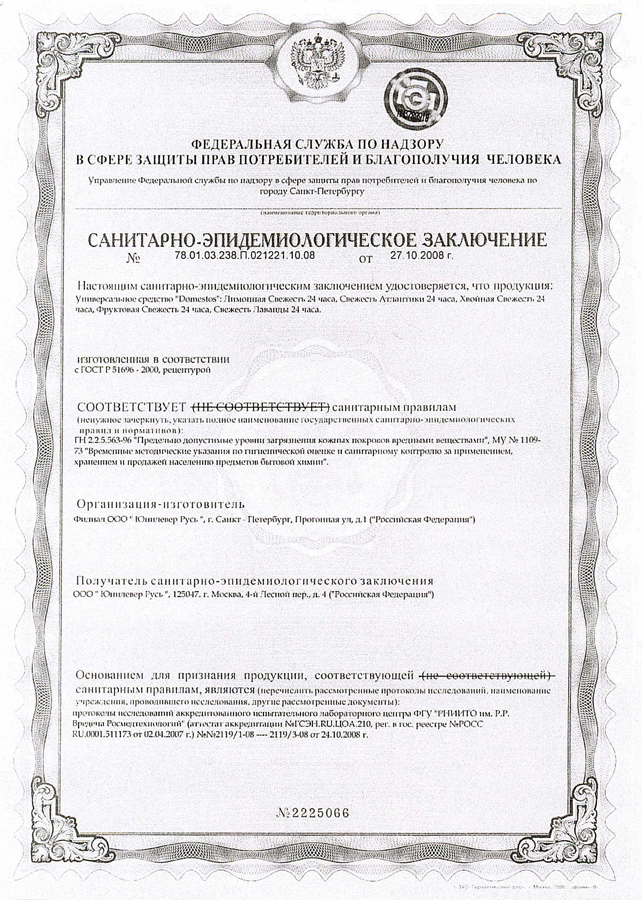 ФЕДЕРАЛЬНАЯ СЛУЖБА ПО НАДЗОРУ
В СФЕРЕ ЗАЩИТЫ ПРАВ ПОТРЕБИТЕЛЕЙ И БЛАГОПОЛУЧИЯ ЧЕЛОВЕКА
Управление Федеральной службы по надзору в сфере защиты прав потребителей и благополучия человека по
городу Санкт-Петербургу
(наименование территориального органа)
САНИТАРНО-ЭПИДЕМИОЛОГИЧЕСКОЕ ЗАКЛЮЧЕНИЕ
№ 78.01.03.238.П.021221.10.08 от 27.10.2008 г.
Настоящим санитарно-эпидемиологическим заключением удостоверяется, что продукция:
Универсальное средство "Domestos": Лимонная Свежесть 24 часа, Свежесть Атлантики 24 часа, Хвойная Свежесть 24
часа, Фруктовая Свежесть 24 часа, Свежесть Лаванды 24 часа.
изготовленная в соответствии
с ГОСТ Р 51696 - 2000, рецептурой
СООТВЕТСТВУЕТ (НЕ СООТВЕТСТВУЕТ) санитарным правилам
(ненужное зачеркнуть, указать полное наименование государственных санитарно-эпидемиологических
правил и нормативов):
ГН 2.2.5.563-96 "Предельно допустимые уровни загрязнения кожных покровов вредными веществами", МУ № 1109-
73 "Временные методические указания по гигиенической оценке и санитарному контролю за применением,
хранением и продажей населению предметов бытовой химии".
Организация-изготовитель
Филиал ООО " Юнилевер Русь ", г. Санкт - Петербург, Прогонная ул, д.1 ("Российская Федерация")
Получатель санитарно-эпидемиологического заключения
ООО " Юнилевер Русь ", 125047, г. Москва, 4-й Лесной пер., д. 4 ("Российская Федерация")
Основанием для признания продукции, соответствующей (не соответствующей)
санитарным правилам, являются (перечислить рассмотренные протоколы исследований, наименование
учреждения, проводившего исследования, другие рассмотренные документы):
протоколы исследований аккредитованного испытательного лабораторного центра ФГУ "РНИИТО им. Р.Р.
Вредена Росмедтехнологий" (аттестат аккредитации №ГСЭН.RU.ЦОА.210, рег. в гос. реестре №РОСС
RU.0001.511173 от 02.04.2007 г.) №№2119/1-08 ---- 2119/3-08 от 24.10.2008 г.
№2225066